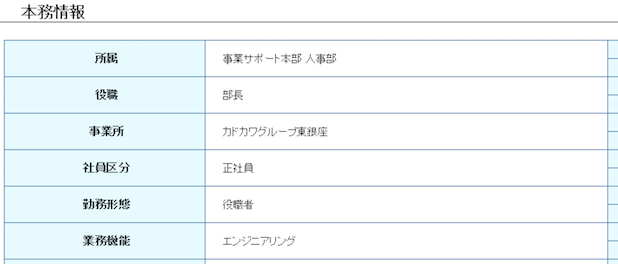 本務情報
所属 事業サポート本部 人事部
役職 部長
事業所 カドカワグループ東銀座
社員区分 正社員
勤務形態 役職者
業務機能 エンジニアリング